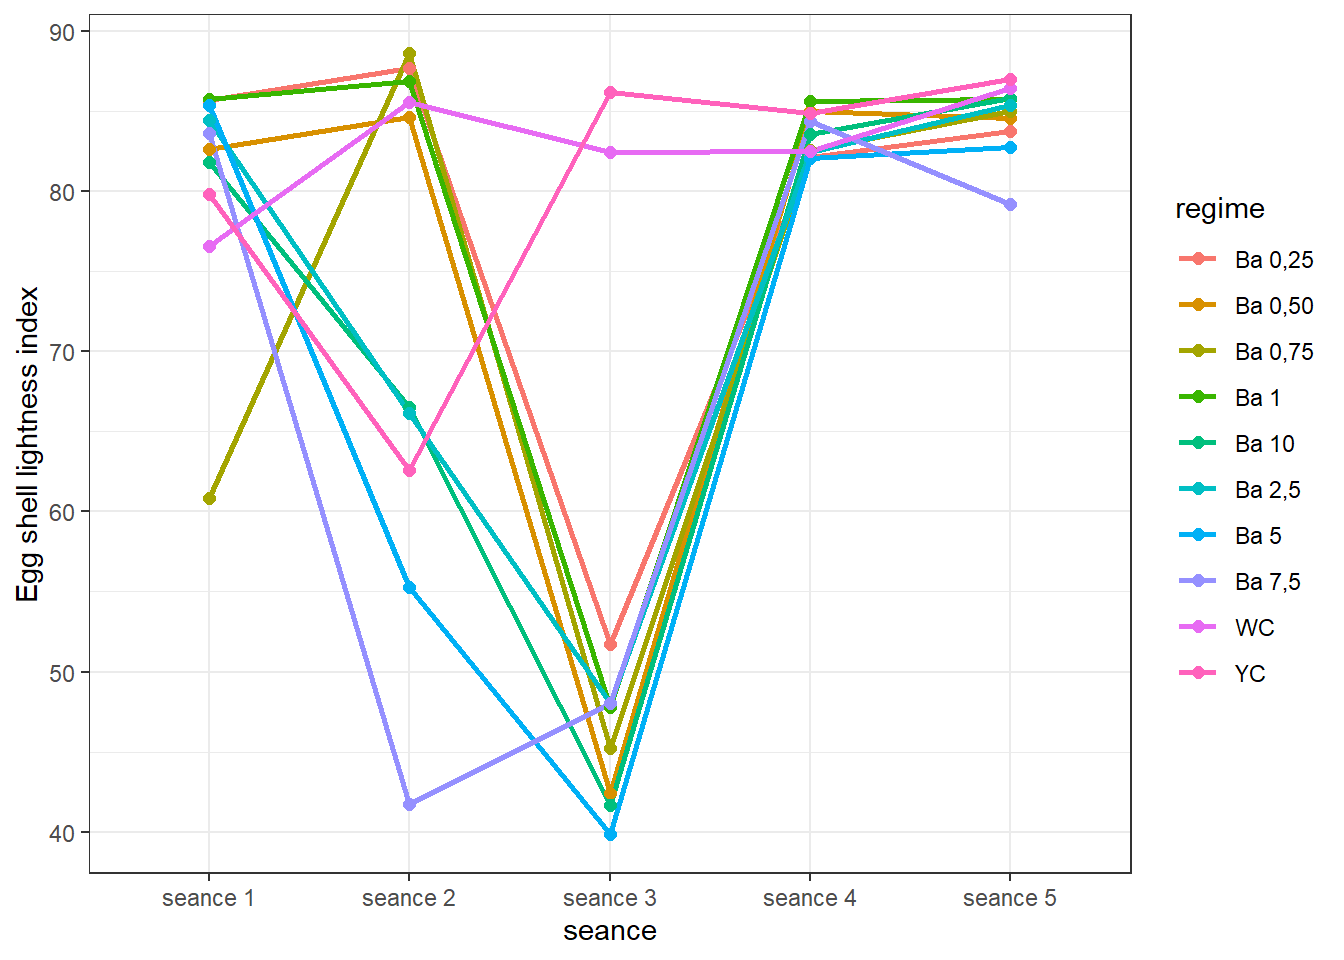 90
80
70
60
50
40
Egg shell lightness index
seance 1
seance 2
seance 3
seance 4
seance 5
seance
regime
Ba 0,25
Ba 0,50
Ba 0,75
Ba 1
Ba 10
Ba 2,5
Ba 5
Ba 7,5
WC
YC